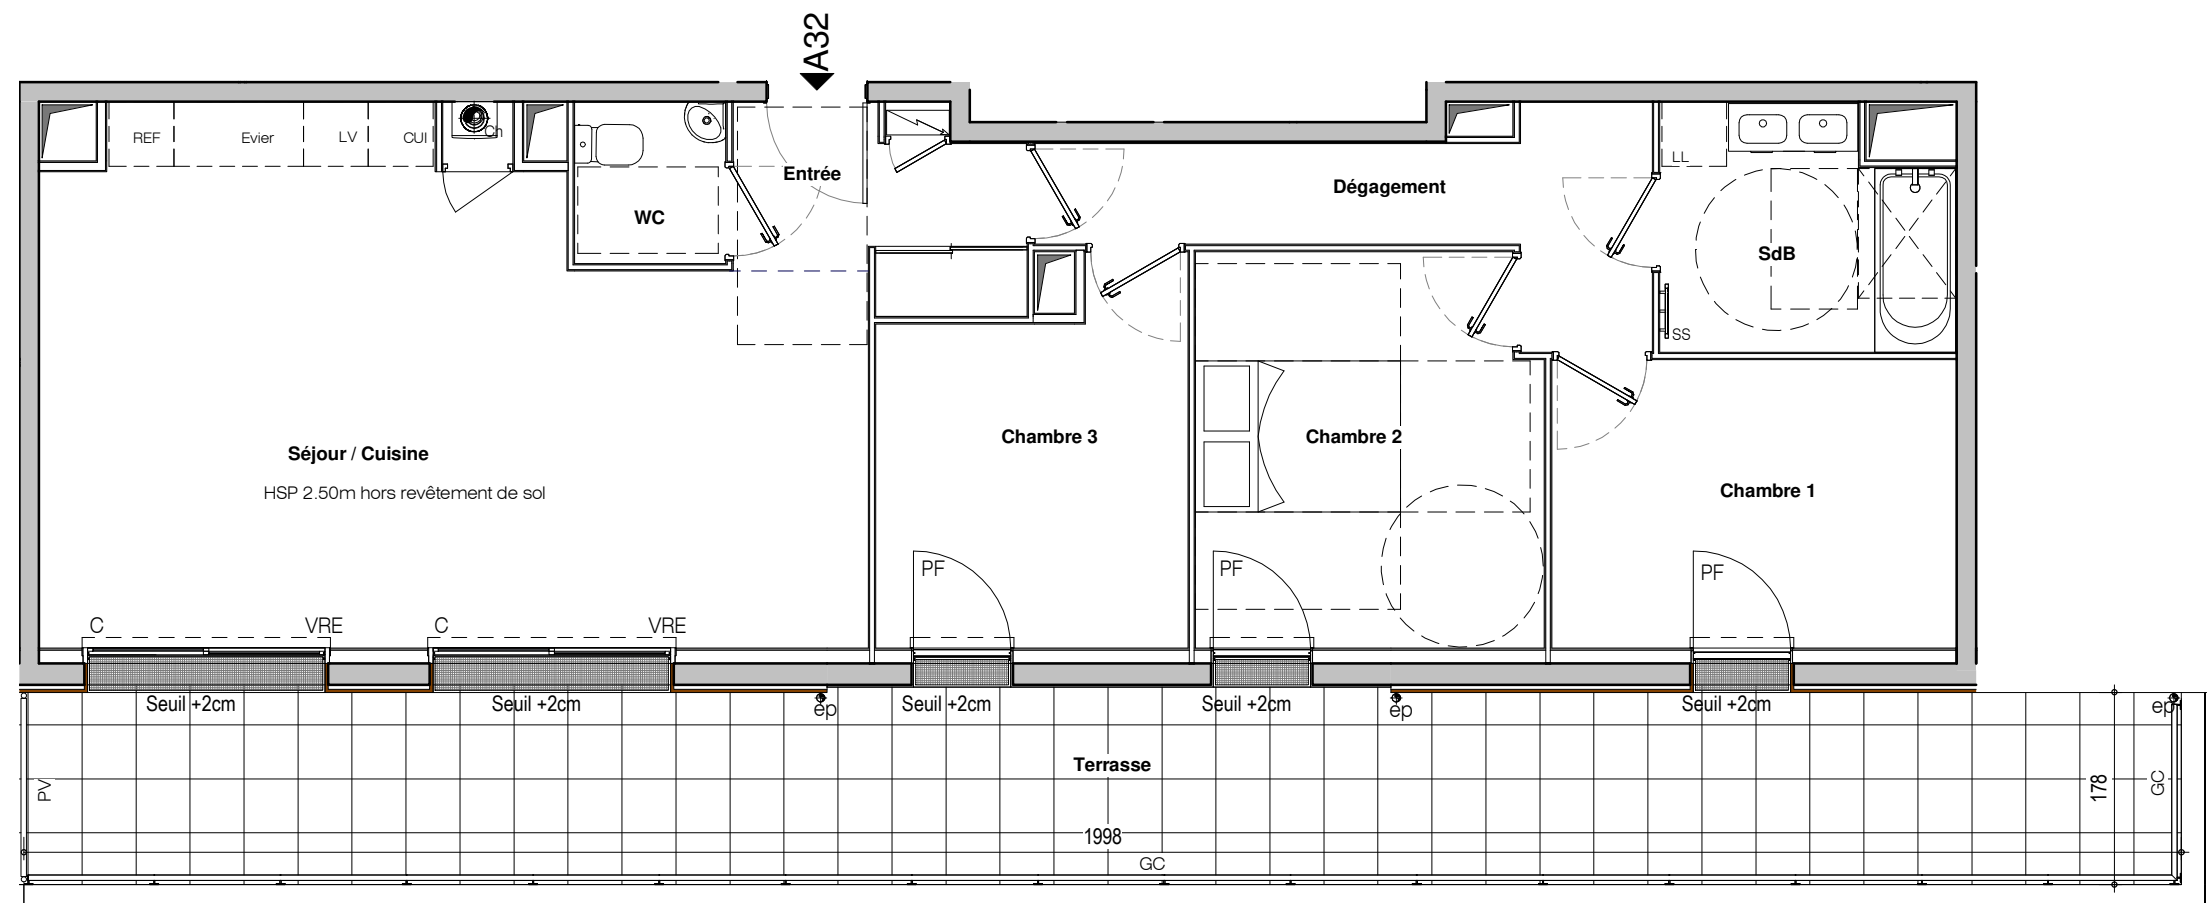 A32
REF
Evier
LV
CUI
Ch
Entrée
WC
Dégagement
LL
SdB
SS
Séjour / Cuisine
HSP 2.50m hors revêtement de sol
Chambre 3
Chambre 2
Chambre 1
PF
PF
PF
C
VRE
C
VRE
Seuil +2cm
Seuil +2cm
ep
Seuil +2cm
Seuil +2cm
ep
Seuil +2cm
ep
Terrasse
PV
178
GC
1998
GC